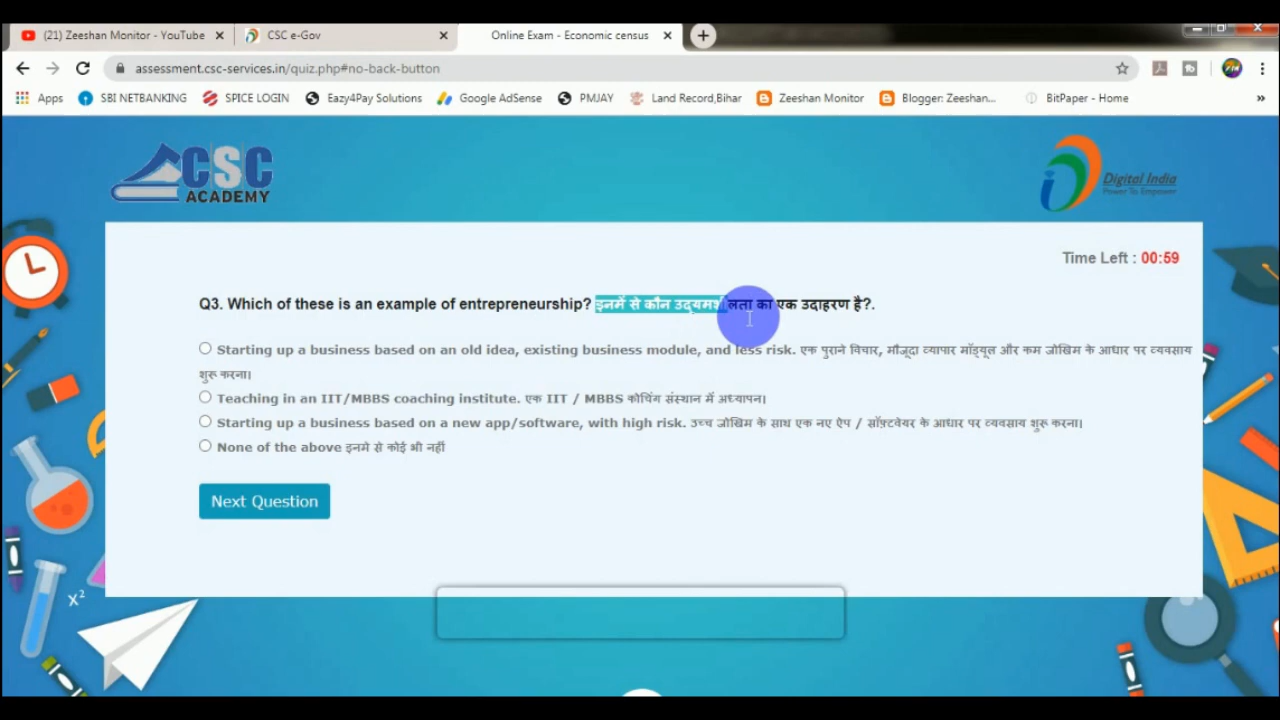 (21) Zeeshan Monitor - YouTube CSC e-Gov Online Exam - Economic census
assessment.csc-services.in/quiz.php#no-back-button
Apps SBI NETBANKING SPICE LOGIN Eazy4Pay Solutions Google AdSense PMJAY Land Record,Bihar Zeeshan Monitor Blogger: Zeeshan... BitPaper - Home »
CSC
ACADEMY
Digital India
Power To Empower
Time Left : 00:59
Q3. Which of these is an example of entrepreneurship? इनमें से कौन उद्यमशीलता का एक उदाहरण है?.
Starting up a business based on an old idea, existing business module, and less risk. एक पुराने विचार, मौजूदा व्यापार मॉड्यूल और कम जोखिम के आधार पर व्यवसाय
शुरू करना।
Teaching in an IIT/MBBS coaching institute. एक IIT / MBBS कोचिंग संस्थान में अध्यापन।
Starting up a business based on a new app/software, with high risk. उच्च जोखिम के साथ एक नए ऐप / सॉफ़्टवेयर के आधार पर व्यवसाय शुरू करना।
None of the above इनमे से कोई भी नहीं
Next Question
x²